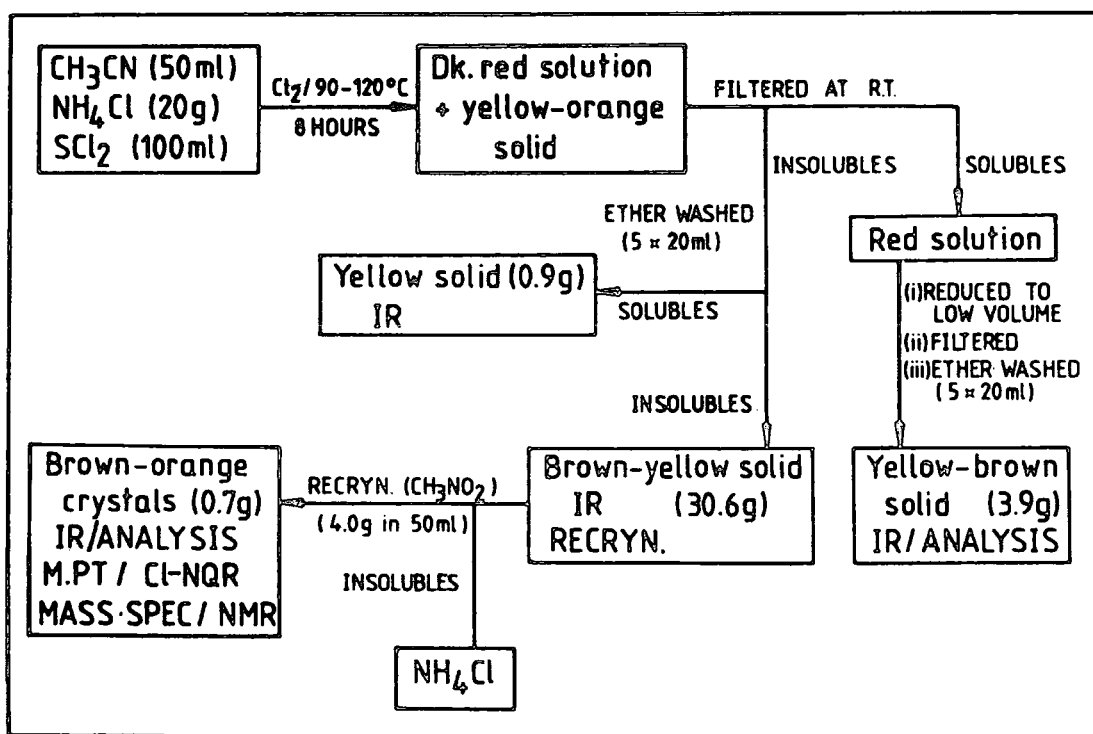 CH₃CN (50ml)
NH₄Cl (20g)
SCl₂ (100ml)
Cl₂/90-120°C
8 HOURS
Dk. red solution
+ yellow-orange
solid
FILTERED AT R.T.
INSOLUBLES
SOLUBLES
Red solution
ETHER WASHED
(5 × 20ml)
Yellow solid (0.9g)
IR
SOLUBLES
(i)REDUCED TO
LOW VOLUME
(ii)FILTERED
(iii)ETHER WASHED
(5 × 20ml)
INSOLUBLES
Brown-orange
crystals (0.7g)
IR/ANALYSIS
M.PT / Cl-NQR
MASS·SPEC/ NMR
RECRYN. (CH₃NO₂)
(4.0g in 50ml)
INSOLUBLES
Brown-yellow solid
IR (30.6g)
RECRYN.
Yellow-brown
solid (3.9g)
IR/ANALYSIS
NH₄Cl